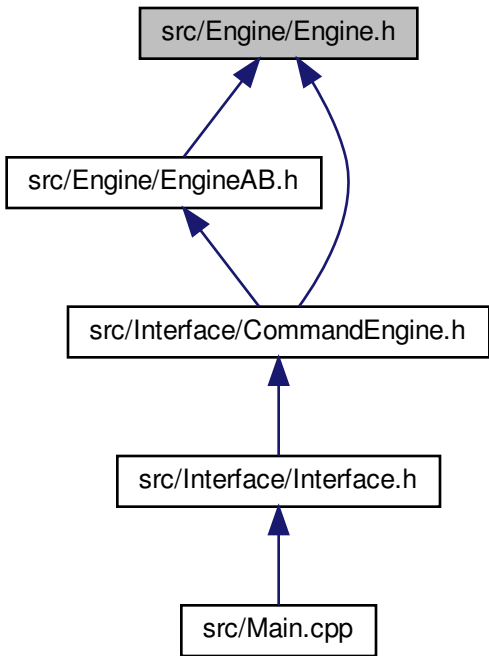 src/Engine/Engine.h
src/Engine/EngineAB.h
src/Interface/CommandEngine.h
src/Interface/Interface.h
src/Main.cpp